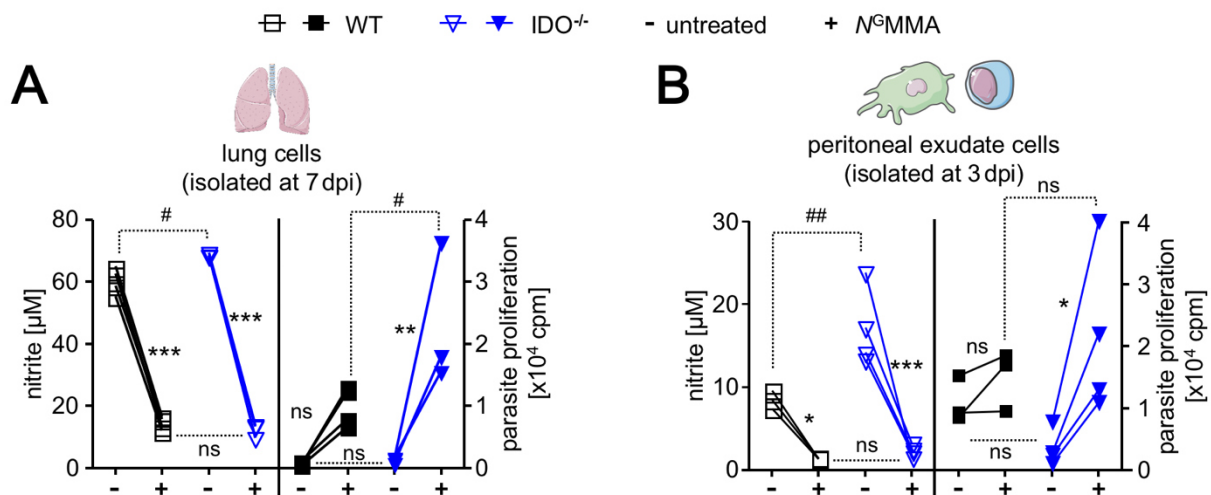 WT IDO-/- - untreated + NGMMA
A
lung cells
(isolated at 7 dpi)
#
#
80
60
40
20
0
nitrite [µM]
***
***
ns
ns
ns
**
4
3
2
1
0
parasite proliferation
[x10⁴ cpm]
- + - + - + - +
B
peritoneal exudate cells
(isolated at 3 dpi)
##
ns
30
20
10
0
nitrite [µM]
*
***
ns
ns
ns
*
4
3
2
1
0
parasite proliferation
[x10⁴ cpm]
- + - + - + - +